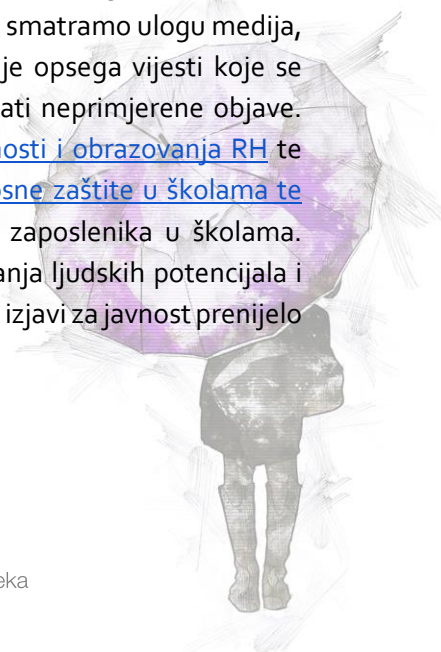 smatramo ulogu medija,
je opsega vijesti koje se
ati neprimjerene objave.
nosti i obrazovanja RH te
osne zaštite u školama te
zaposlenika u školama.
anja ljudskih potencijala i
izjavi za javnost prenijelo
eka